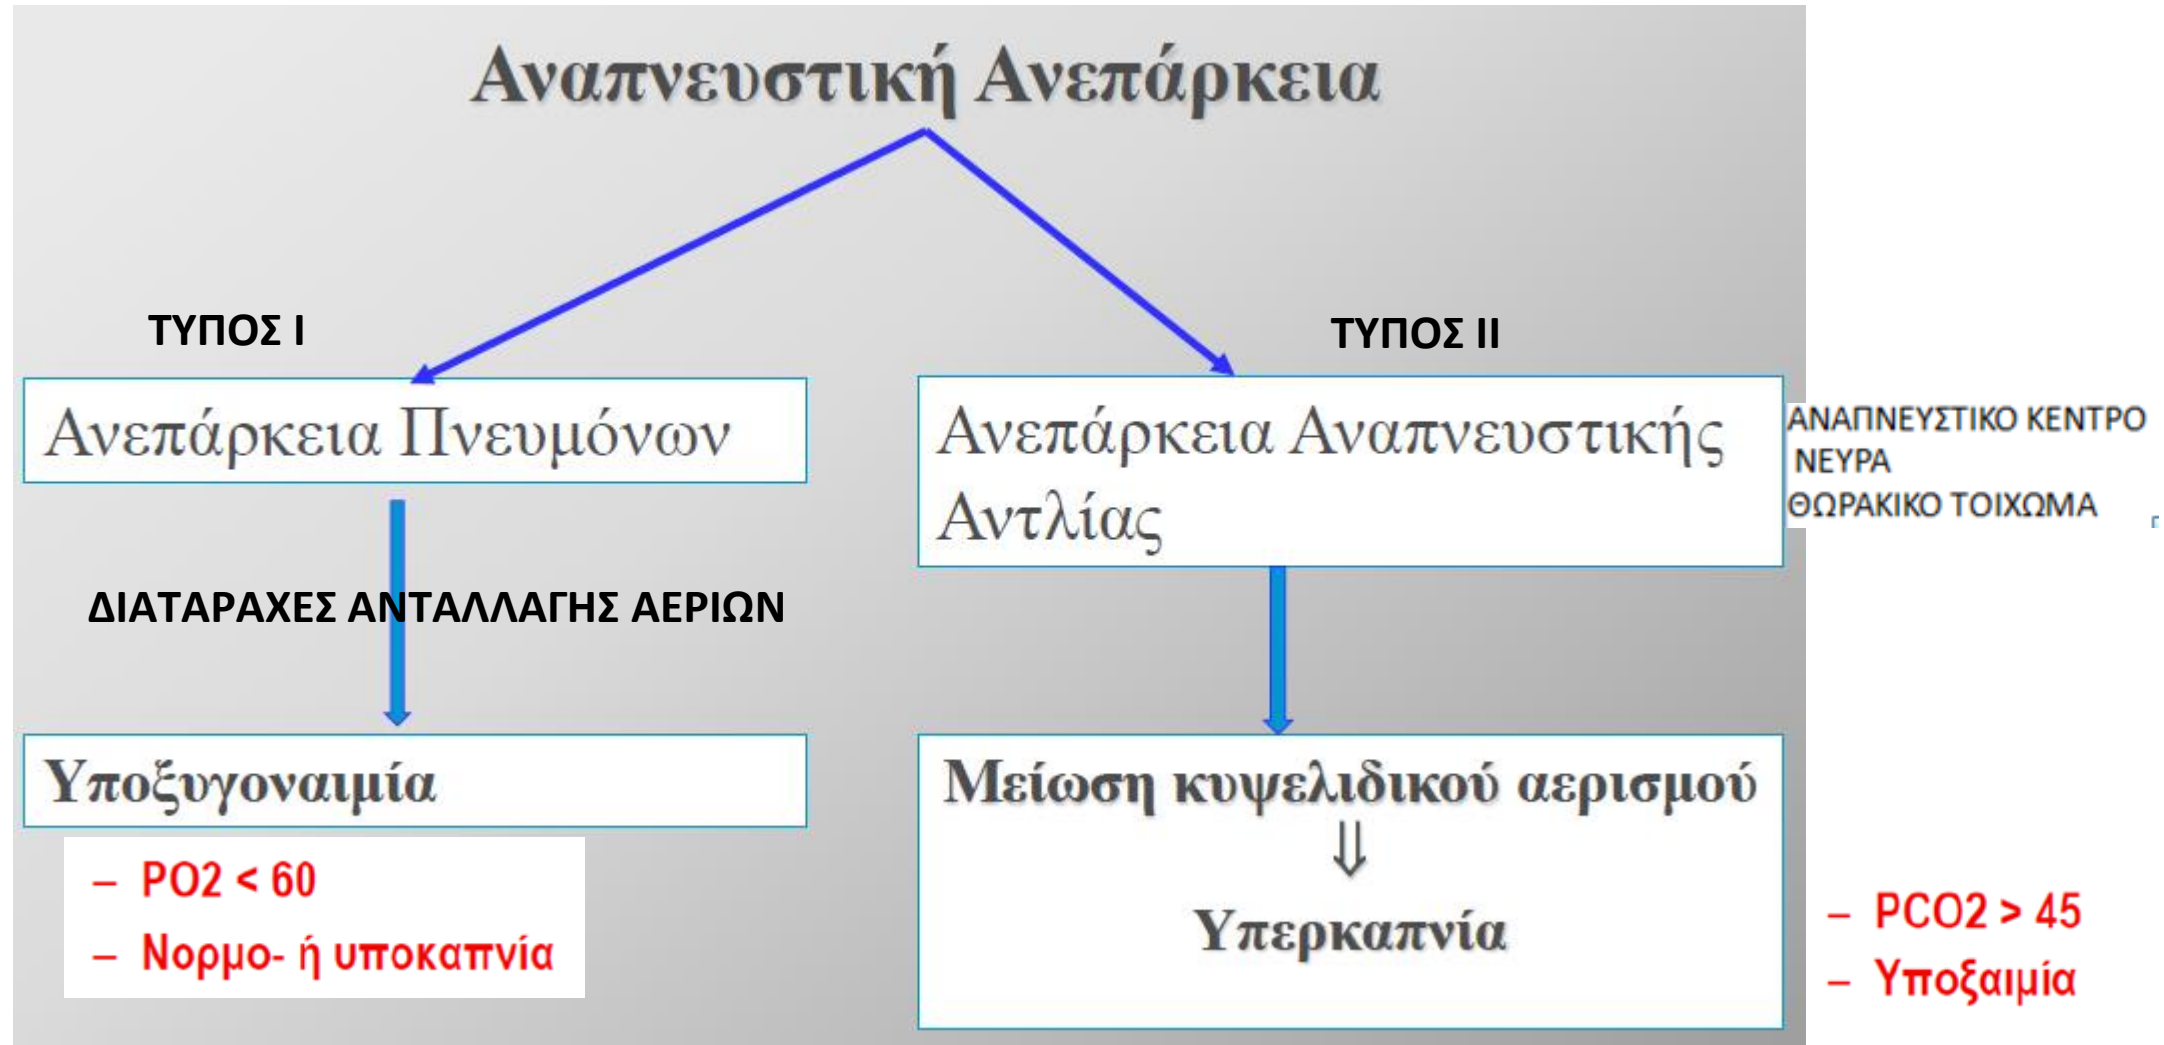 Αναπνευστική Ανεπάρκεια
ΤΥΠΟΣ Ι
Ανεπάρκεια Πνευμόνων
ΔΙΑΤΑΡΑΧΕΣ ΑΝΤΑΛΛΑΓΗΣ ΑΕΡΙΩΝ
Υποξυγοναιμία
– PO2 < 60
– Νορμο- ή υποκαπνία
ΤΥΠΟΣ ΙΙ
Ανεπάρκεια Αναπνευστικής
Αντλίας
ΑΝΑΠΝΕΥΣΤΙΚΟ ΚΕΝΤΡΟ
ΝΕΥΡΑ
ΘΩΡΑΚΙΚΟ ΤΟΙΧΩΜΑ
Μείωση κυψελιδικού αερισμού
⇓
Υπερκαπνία
– PCO2 > 45
– Υποξαιμία